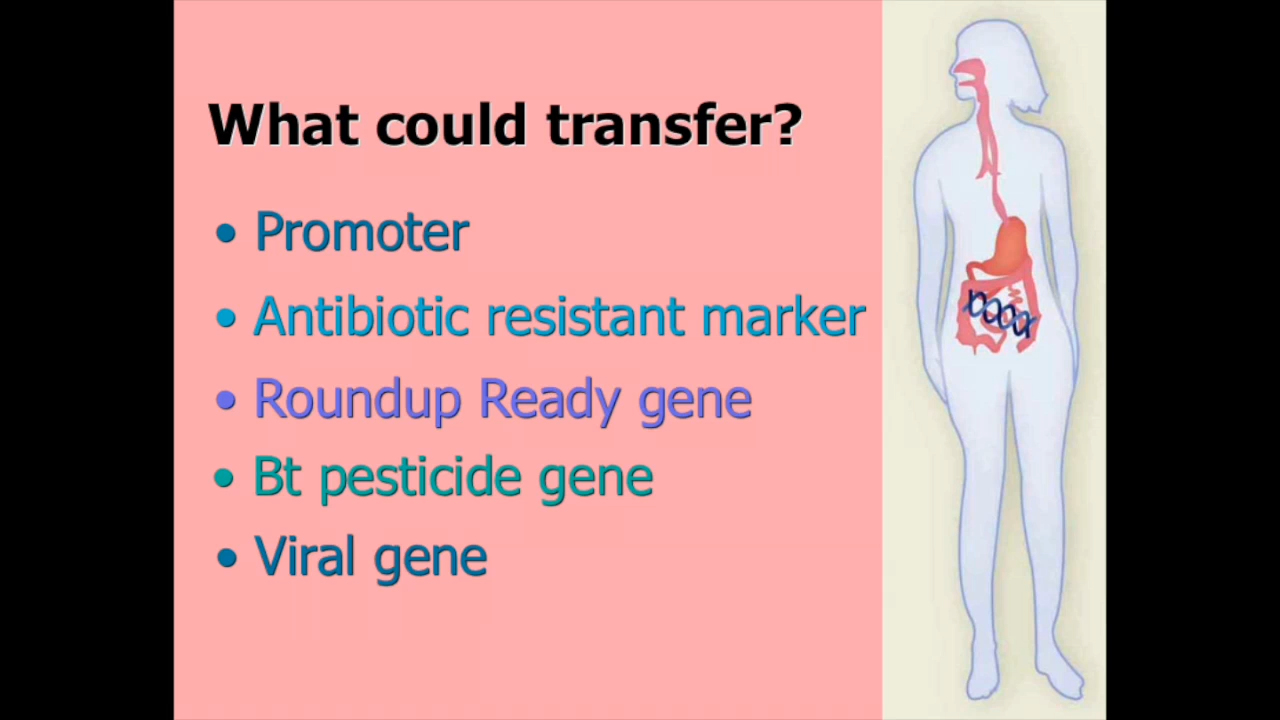 What could transfer?
• Promoter
• Antibiotic resistant marker
• Roundup Ready gene
• Bt pesticide gene
• Viral gene